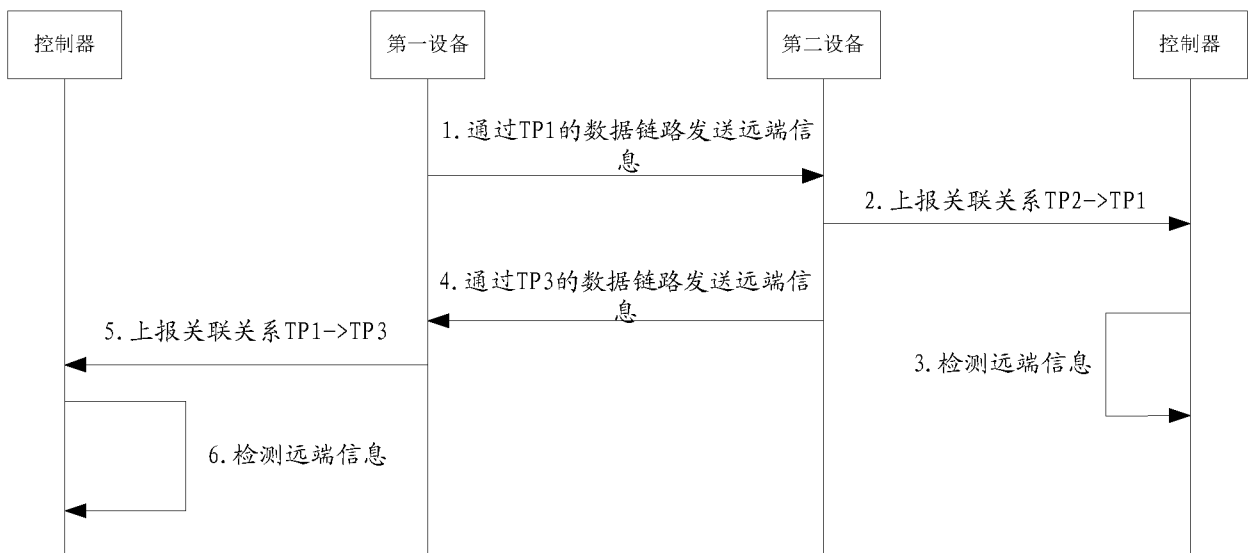 控制器
第一设备
第二设备
控制器
1.通过TP1的数据链路发送远端信
息
2.上报关联关系TP2->TP1
4.通过TP3的数据链路发送远端信
息
5.上报关联关系TP1->TP3
3.检测远端信息
6.检测远端信息